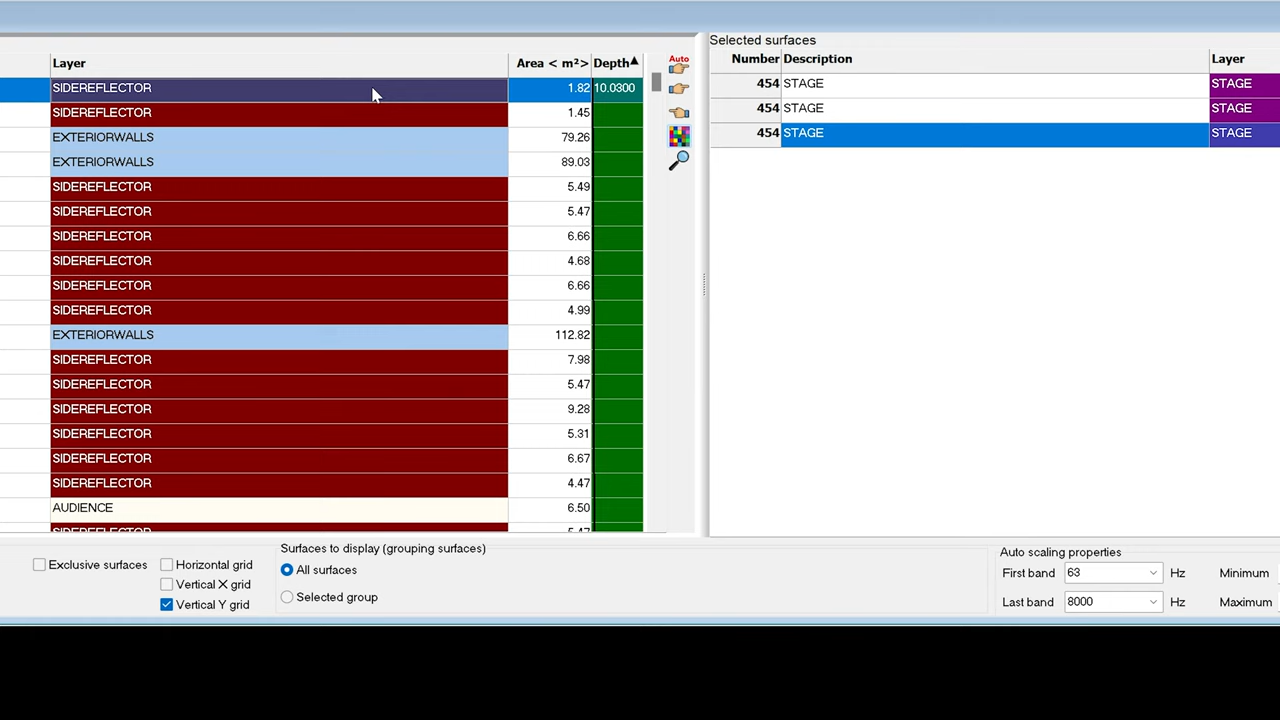 Selected surfaces
Layer Area < m²> Depth▲
SIDEREFLECTOR 1.82 10.0300
SIDEREFLECTOR 1.45
EXTERIORWALLS 79.26
EXTERIORWALLS 89.03
SIDEREFLECTOR 5.49
SIDEREFLECTOR 5.47
SIDEREFLECTOR 6.66
SIDEREFLECTOR 4.68
SIDEREFLECTOR 6.66
SIDEREFLECTOR 4.99
EXTERIORWALLS 112.82
SIDEREFLECTOR 7.98
SIDEREFLECTOR 5.47
SIDEREFLECTOR 9.28
SIDEREFLECTOR 5.31
SIDEREFLECTOR 6.67
SIDEREFLECTOR 4.47
AUDIENCE 6.50
SIDEREFLECTOR 5.47
Auto
Number Description Layer
454 STAGE STAGE
454 STAGE STAGE
454 STAGE STAGE
Exclusive surfaces
Horizontal grid
Vertical X grid
Vertical Y grid
Surfaces to display (grouping surfaces)
All surfaces
Selected group
Auto scaling properties
First band 63 Hz Minimum
Last band 8000 Hz Maximum